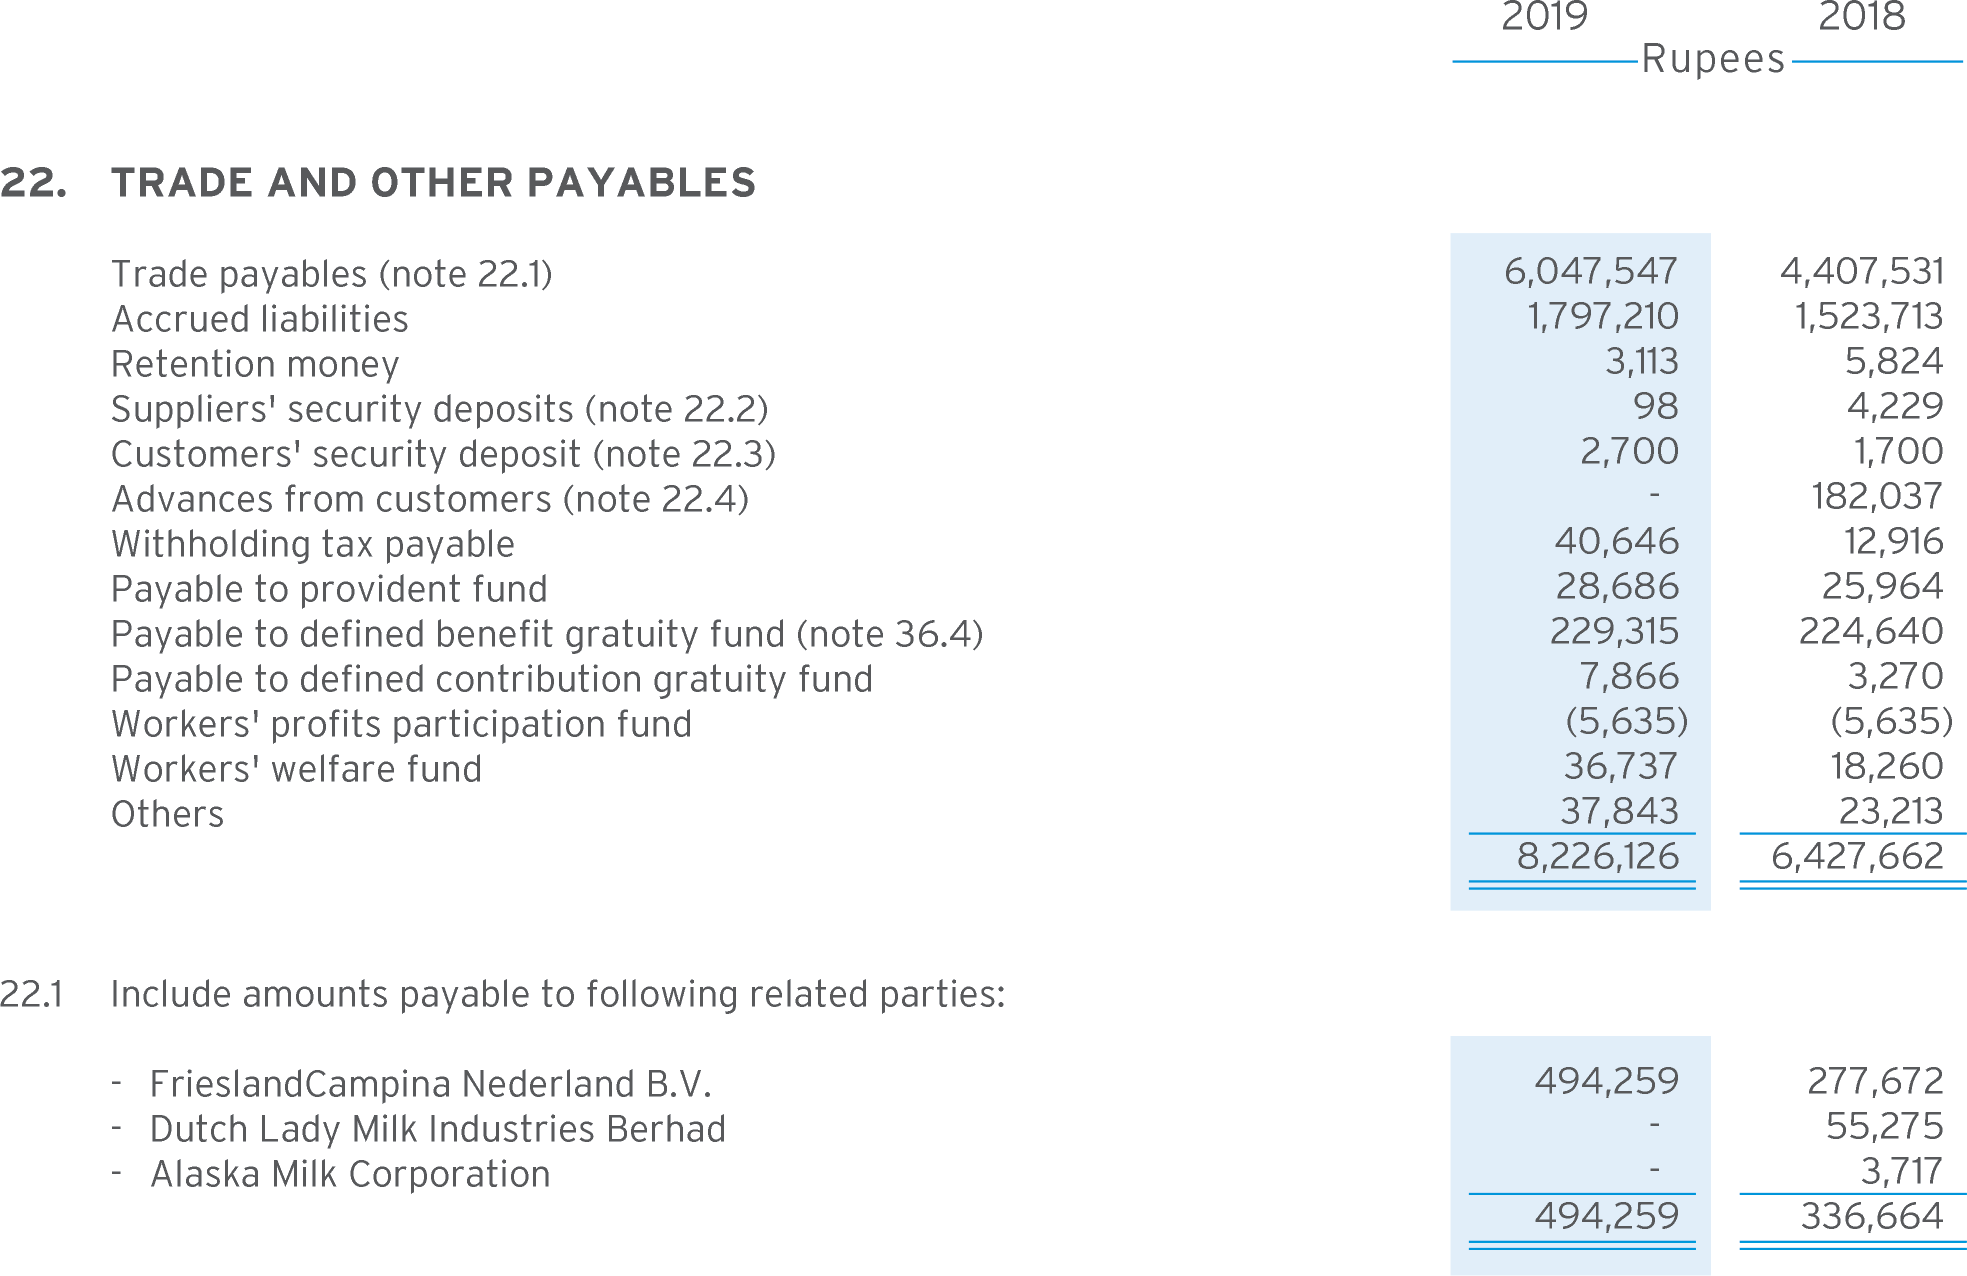 2019 2018
Rupees
22. TRADE AND OTHER PAYABLES
Trade payables (note 22.1) 6,047,547 4,407,531
Accrued liabilities 1,797,210 1,523,713
Retention money 3,113 5,824
Suppliers' security deposits (note 22.2) 98 4,229
Customers' security deposit (note 22.3) 2,700 1,700
Advances from customers (note 22.4) - 182,037
Withholding tax payable 40,646 12,916
Payable to provident fund 28,686 25,964
Payable to defined benefit gratuity fund (note 36.4) 229,315 224,640
Payable to defined contribution gratuity fund 7,866 3,270
Workers' profits participation fund (5,635) (5,635)
Workers' welfare fund 36,737 18,260
Others 37,843 23,213
8,226,126 6,427,662
22.1 Include amounts payable to following related parties:
- FrieslandCampina Nederland B.V. 494,259 277,672
- Dutch Lady Milk Industries Berhad - 55,275
- Alaska Milk Corporation - 3,717
494,259 336,664